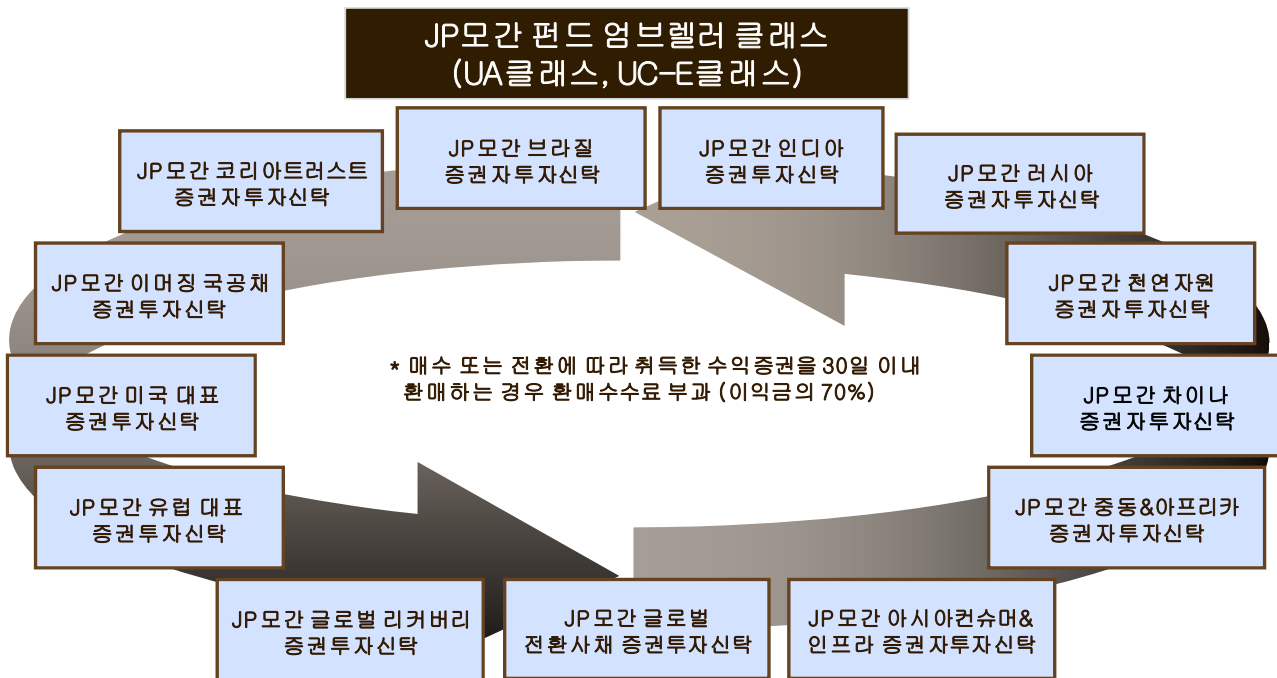 JP모간 펀드 엄브렐러 클래스
(UA클래스, UC-E클래스)
JP모간 브라질
증권자투자신탁
JP모간 인디아
증권투자신탁
JP모간 코리아트러스트
증권자투자신탁
JP모간 러시아
증권자투자신탁
JP모간 이머징 국공채
증권투자신탁
JP모간 천연자원
증권자투자신탁
* 매수 또는 전환에 따라 취득한 수익증권을 30일 이내
환매하는 경우 환매수수료 부과 (이익금의 70%)
JP모간 미국 대표
증권투자신탁
JP모간 차이나
증권자투자신탁
JP모간 유럽 대표
증권투자신탁
JP모간 중동&아프리카
증권자투자신탁
JP모간 글로벌 리커버리
증권투자신탁
JP모간 글로벌
전환사채 증권투자신탁
JP모간 아시아컨슈머&
인프라 증권자투자신탁